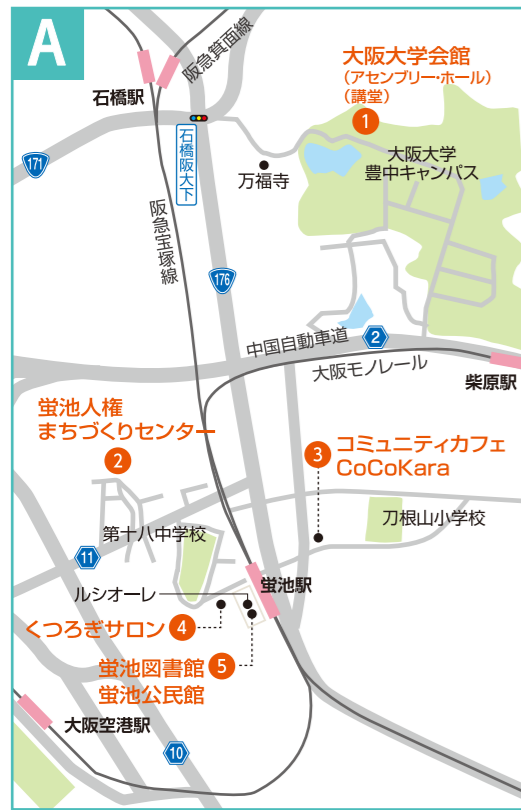 A
阪急箕面線
石橋駅
大阪大学会館
(アセンブリー・ホール)
(講堂)
1
石橋阪大下
171
万福寺
大阪大学
豊中キャンパス
阪急宝塚線
176
中国自動車道
2
大阪モノレール
柴原駅
蛍池人権
まちづくりセンター
2
3
コミュニティカフェ
CoCoKara
第十八中学校
刀根山小学校
11
ルシオーレ
蛍池駅
くつろぎサロン 4
蛍池図書館 5
蛍池公民館
大阪空港駅
10